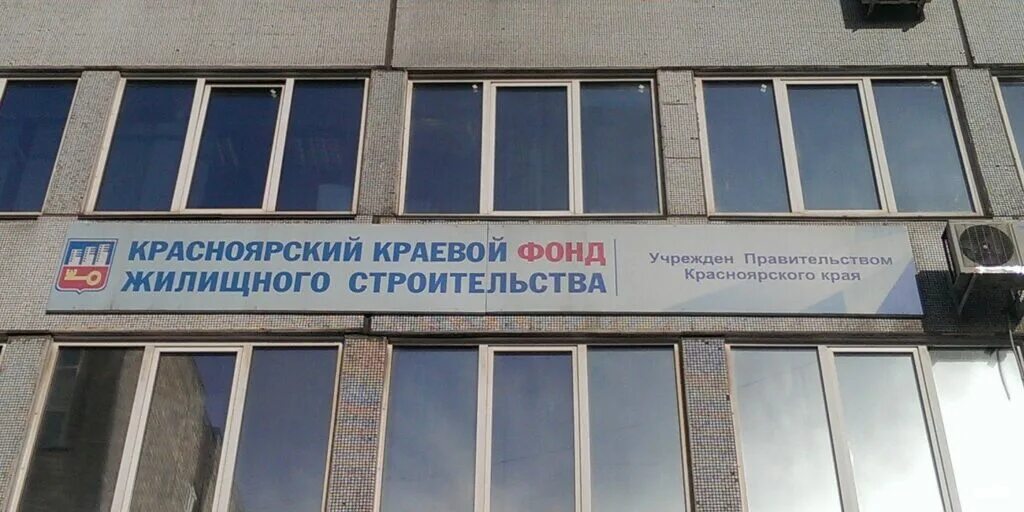 КРАСНОЯРСКИЙ КРАЕВОЙ ФОНД
ЖИЛИЩНОГО СТРОИТЕЛЬСТВА
Учрежден Правительством
Красноярского края